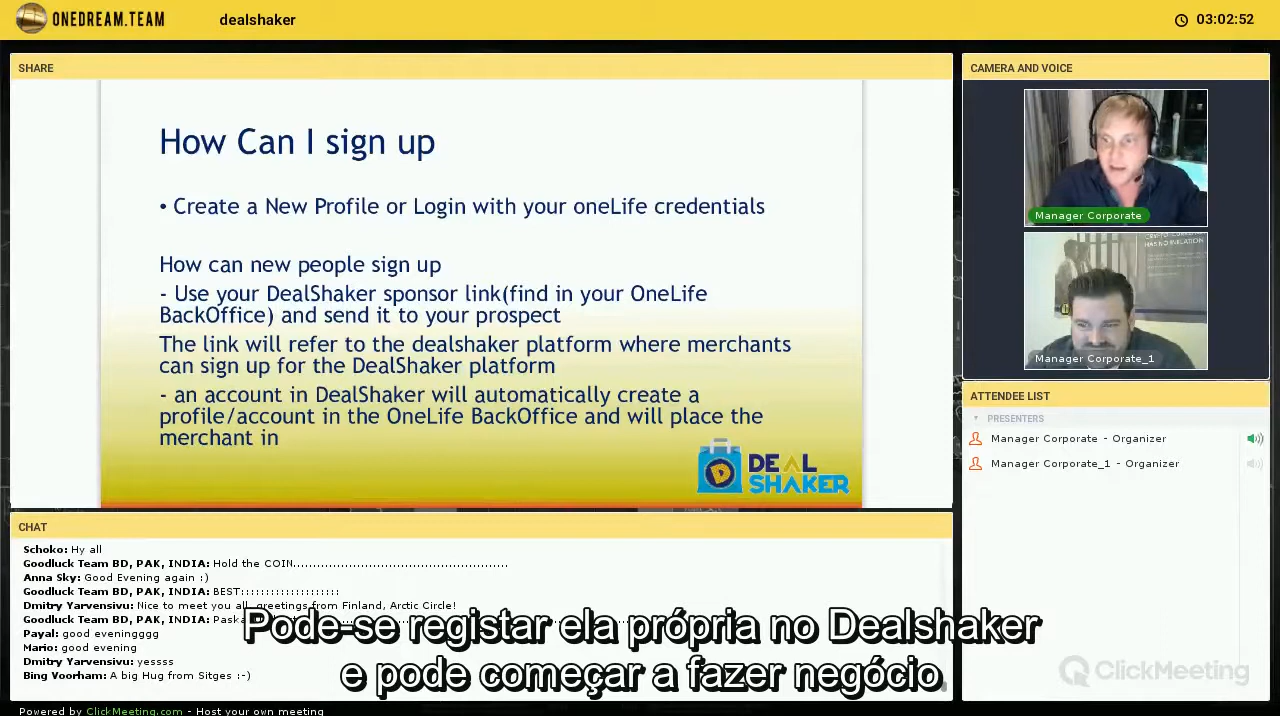 ONEDREAM.TEAM
dealshaker
03:02:52
SHARE
How Can I sign up
• Create a New Profile or Login with your oneLife credentials
How can new people sign up
- Use your DealShaker sponsor link(find in your OneLife
BackOffice) and send it to your prospect
The link will refer to the dealshaker platform where merchants
can sign up for the DealShaker platform
- an account in DealShaker will automatically create a
profile/account in the OneLife BackOffice and will place the
merchant in
DEAL
SHAKER
CAMERA AND VOICE
Manager Corporate
HAS NO INFLATION
Manager Corporate_1
ATTENDEE LIST
PRESENTERS
Manager Corporate - Organizer
Manager Corporate_1 - Organizer
CHAT
Schoko: Hy all
Goodluck Team BD, PAK, INDIA: Hold the COIN....................................................
Anna Sky: Good Evening again :)
Goodluck Team BD, PAK, INDIA: BEST::::::::::::::::::::
Dmitry Yarvensivu: Nice to meet you all, greetings from Finland, Arctic Circle!
Goodluck Team BD, PAK, INDIA:
Payal: good eveningggg
Mario: good evening
Dmitry Yarvensivu: yessss
Bing Voorham: A big Hug from Sitges :-)
Pode-se registar ela própria no Dealshaker
e pode começar a fazer negócio
ClickMeeting
Powered by ClickMeeting.com - Host your own meeting